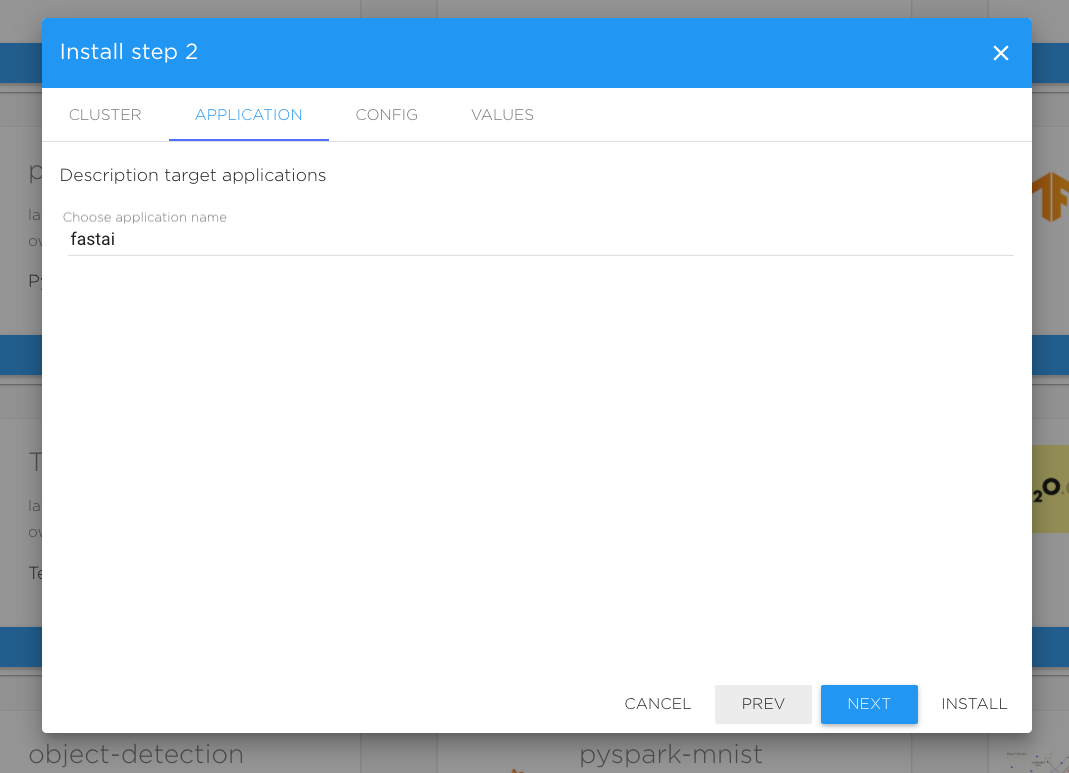 Install step 2
CLUSTER APPLICATION CONFIG VALUES
Description target applications
Choose application name
fastai
CANCEL PREV NEXT INSTALL
object-detection pyspark-mnist